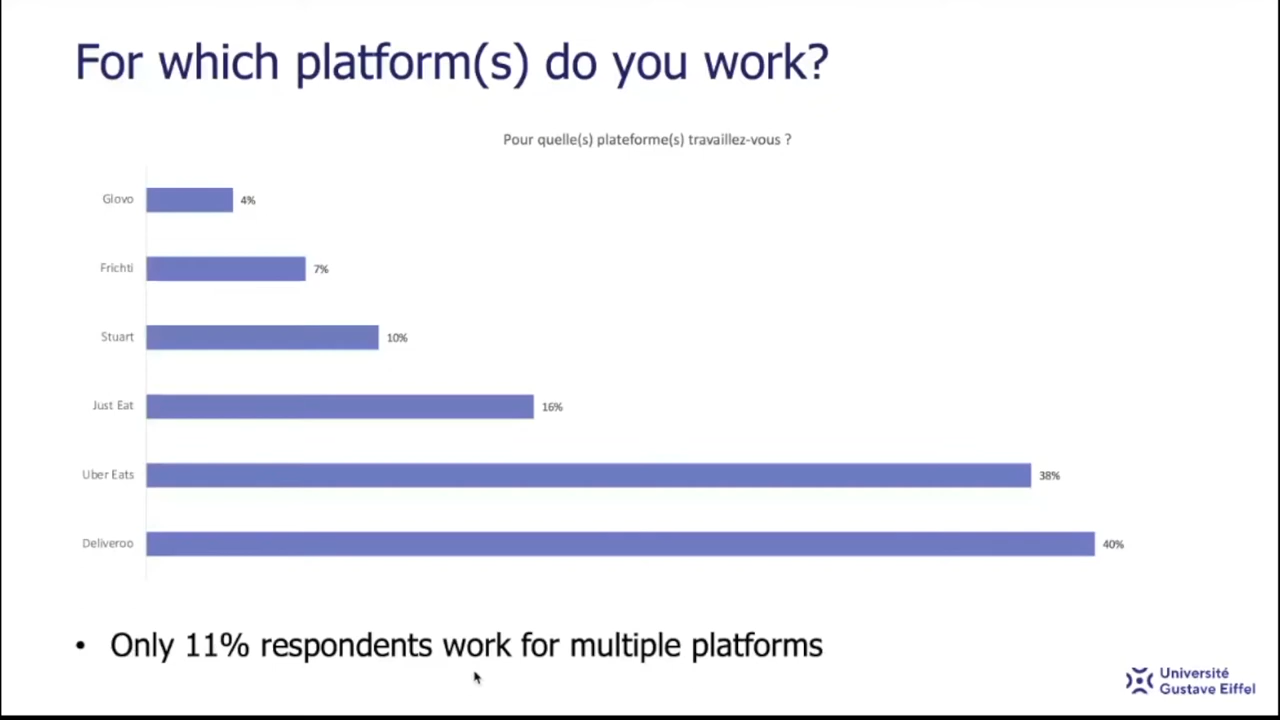 For which platform(s) do you work?
Pour quelle(s) plateforme(s) travaillez-vous ?
Glovo 4%
Frichti 7%
Stuart 10%
Just Eat 16%
Uber Eats 38%
Deliveroo 40%
• Only 11% respondents work for multiple platforms
Université
Gustave Eiffel